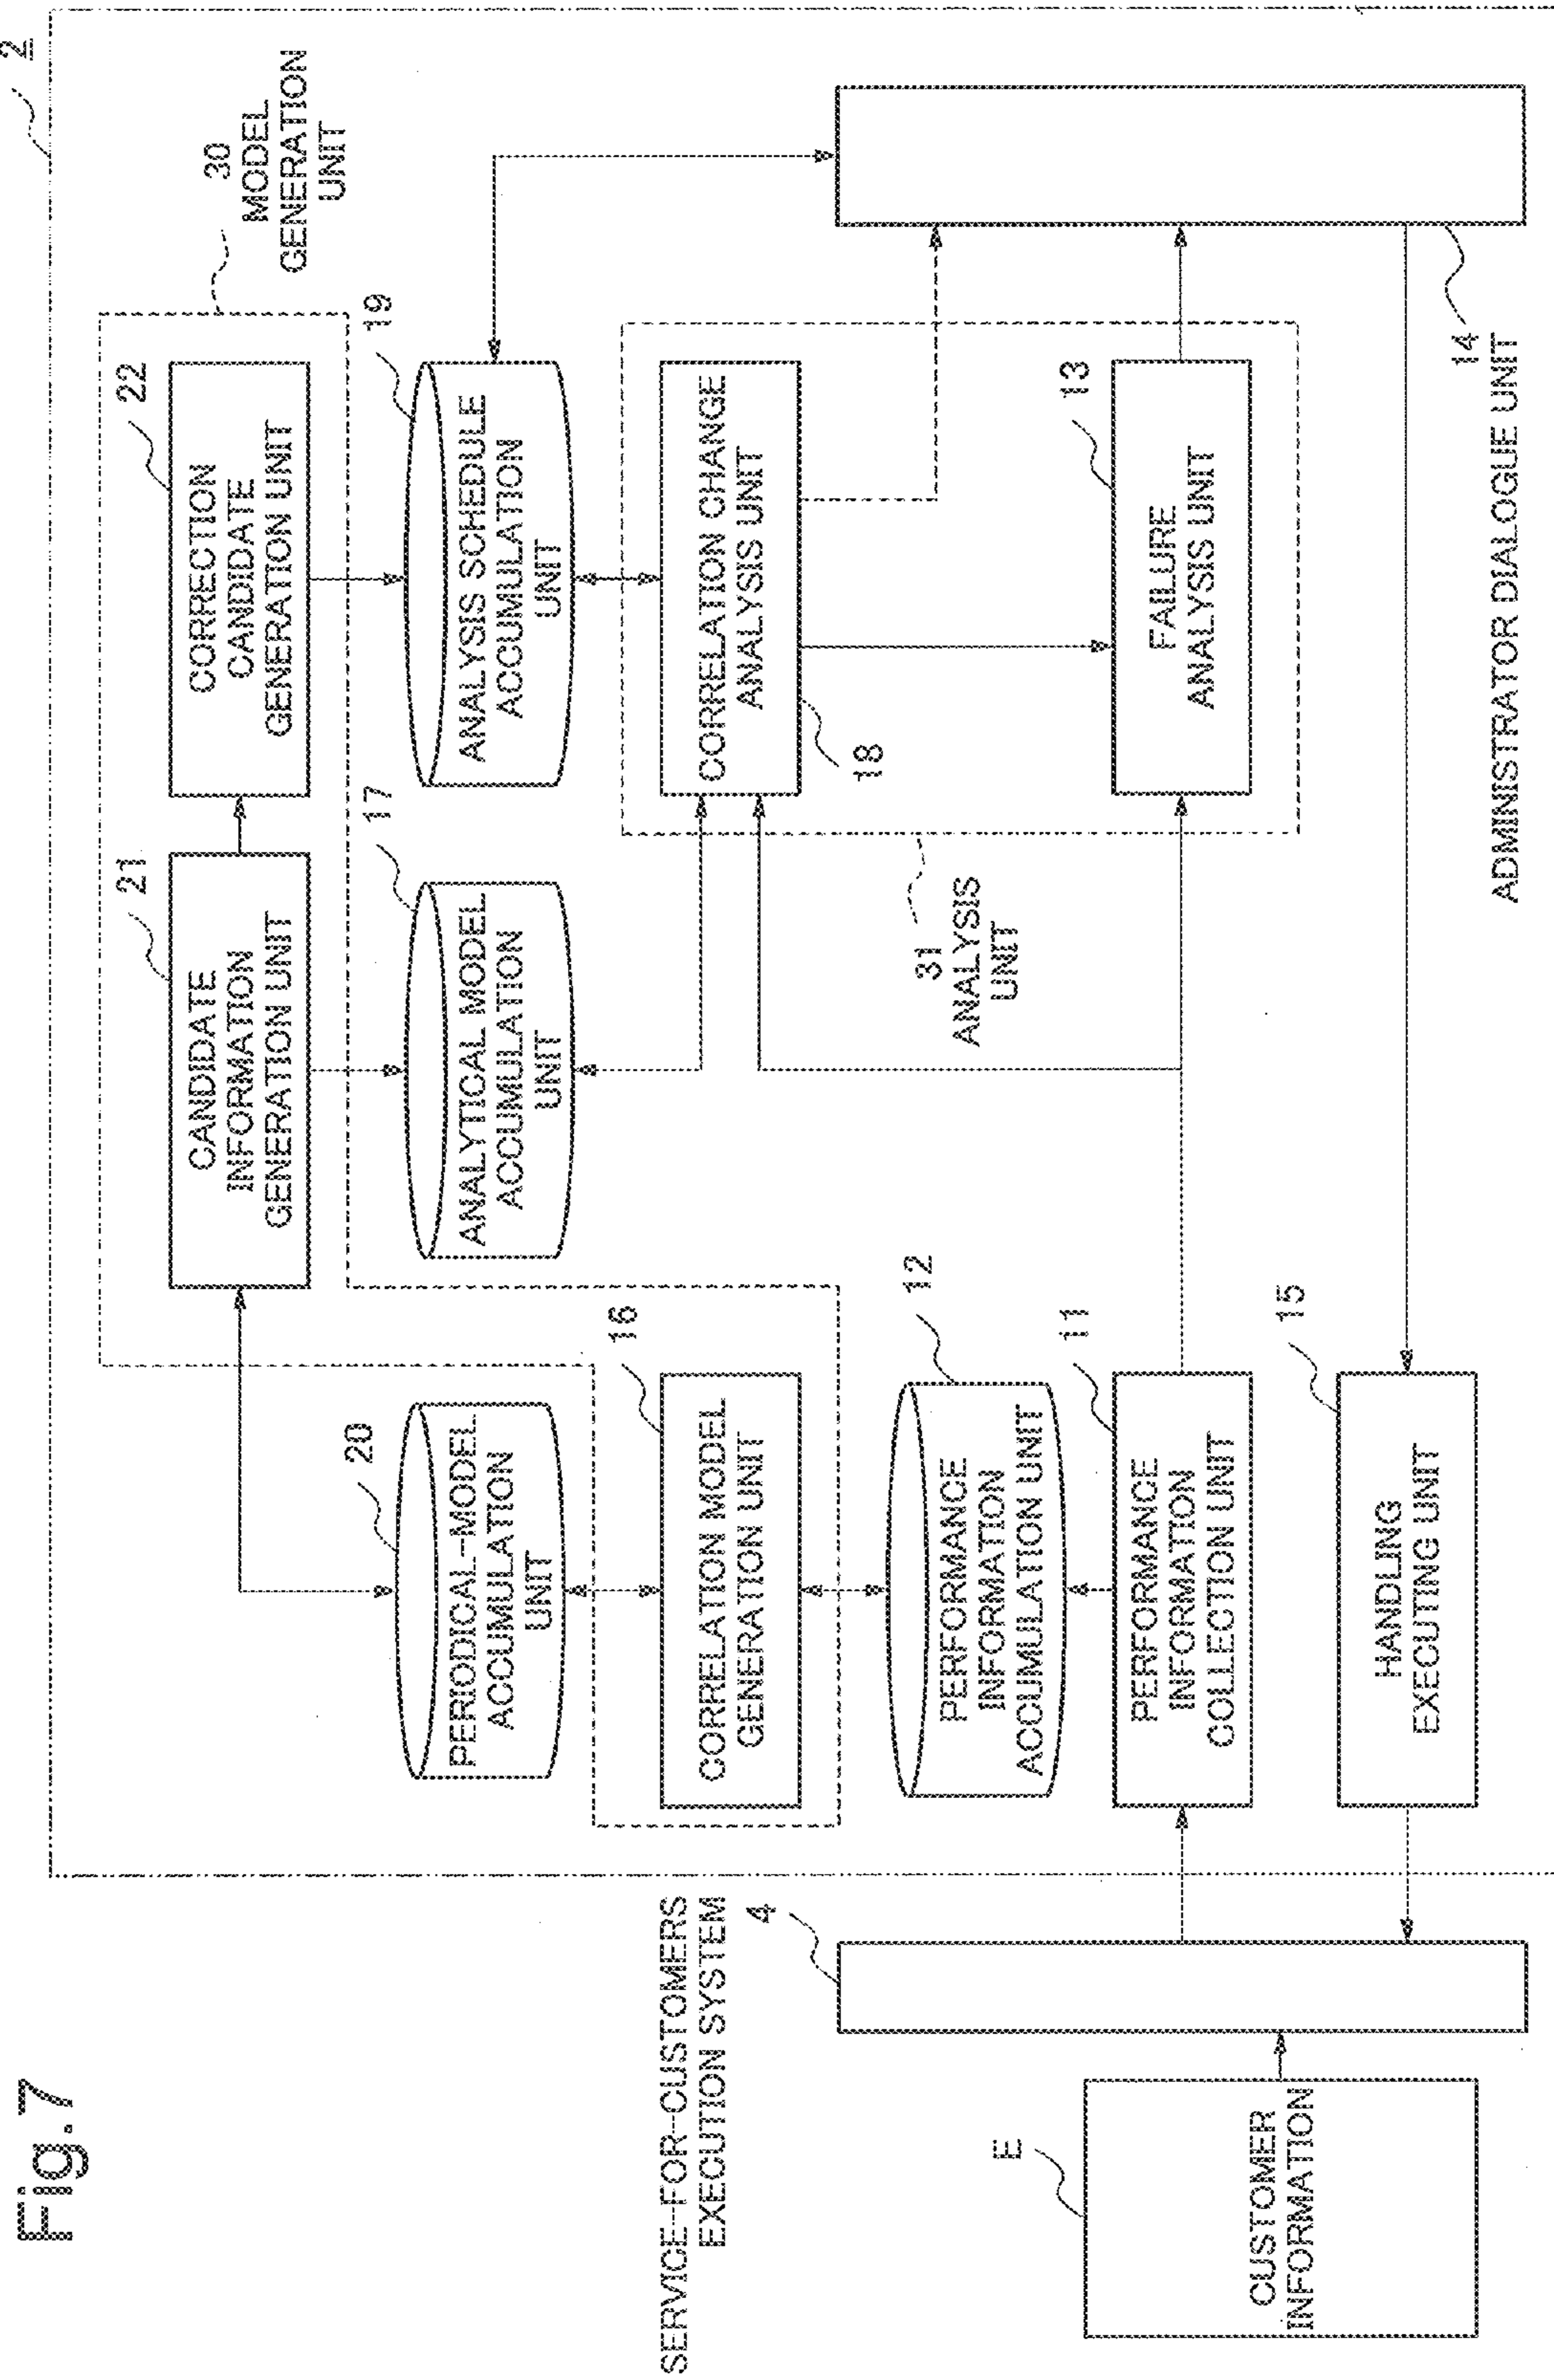 Fig.7
2
30
MODEL
GENERATION
UNIT
21
CANDIDATE
INFORMATION
GENERATION UNIT
22
CORRECTION
CANDIDATE
GENERATION UNIT
20
PERIODICAL-MODEL
ACCUMULATION
UNIT
17
ANALYTICAL MODEL
ACCUMULATION
UNIT
19
ANALYSIS SCHEDULE
ACCUMULATION
UNIT
SERVICE-FOR-CUSTOMERS
EXECUTION SYSTEM
4
16
CORRELATION MODEL
GENERATION UNIT
CORRELATION CHANGE
ANALYSIS UNIT
18
12
PERFORMANCE
INFORMATION
ACCUMULATION UNIT
31
ANALYSIS
UNIT
E
CUSTOMER
INFORMATION
11
PERFORMANCE
INFORMATION
COLLECTION UNIT
13
FAILURE
ANALYSIS UNIT
15
HANDLING
EXECUTING UNIT
14
ADMINISTRATOR DIALOGUE UNIT